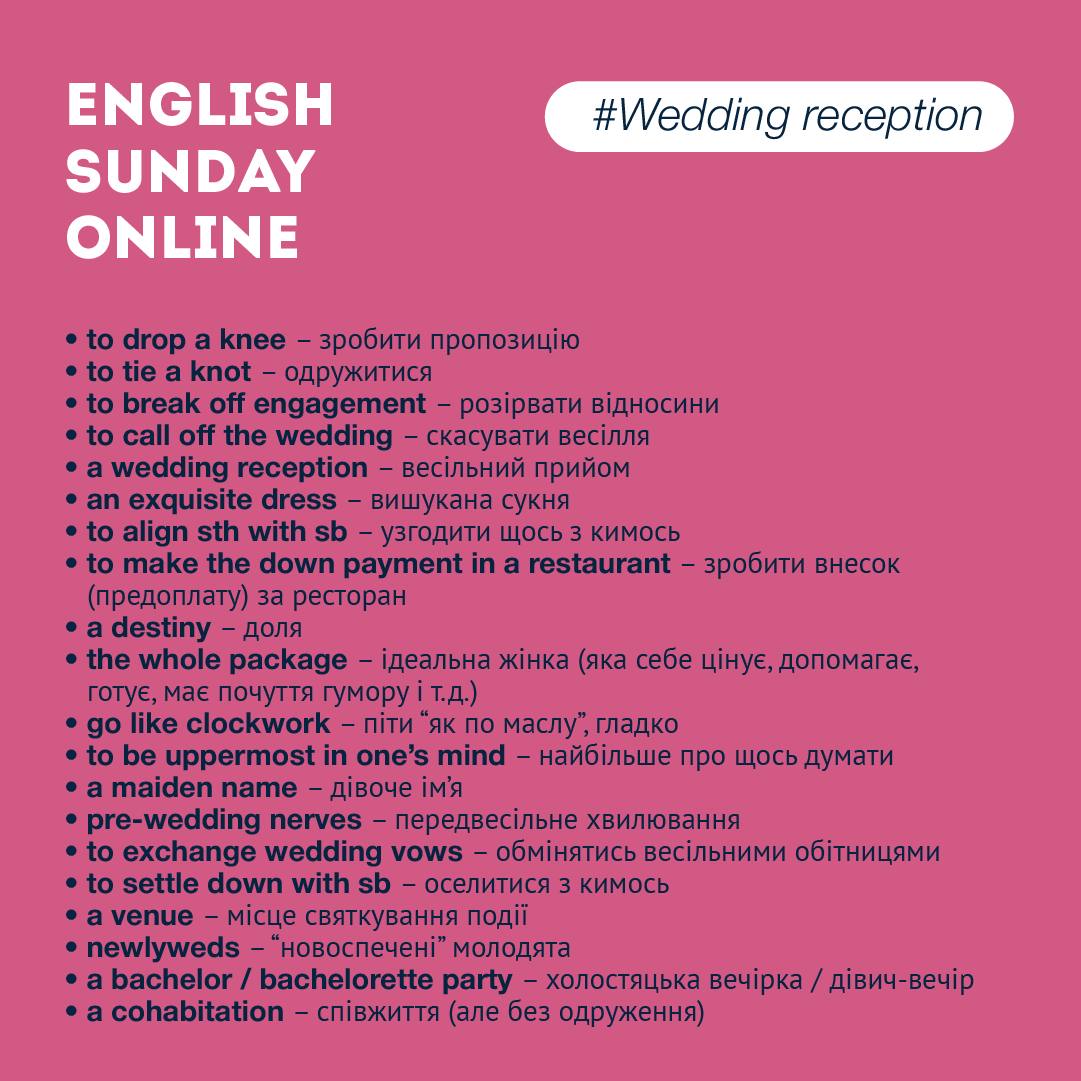 ENGLISH
SUNDAY
ONLINE
#Wedding reception
• to drop a knee – зробити пропозицію
• to tie a knot – одружитися
• to break off engagement – розірвати відносини
• to call off the wedding – скасувати весілля
• a wedding reception – весільний прийом
• an exquisite dress – вишукана сукня
• to align sth with sb – узгодити щось з кимось
• to make the down payment in a restaurant – зробити внесок
(предоплату) за ресторан
• a destiny – доля
• the whole package – ідеальна жінка (яка себе цінує, допомагає,
готує, має почуття гумору і т.д.)
• go like clockwork – піти “як по маслу”, гладко
• to be uppermost in one’s mind – найбільше про щось думати
• a maiden name – дівоче ім’я
• pre-wedding nerves – передвесільне хвилювання
• to exchange wedding vows – обмінятись весільними обітницями
• to settle down with sb – оселитися з кимось
• a venue – місце святкування події
• newlyweds – “новоспечені” молодята
• a bachelor / bachelorette party – холостяцька вечірка / дівич-вечір
• a cohabitation – співжиття (але без одруження)